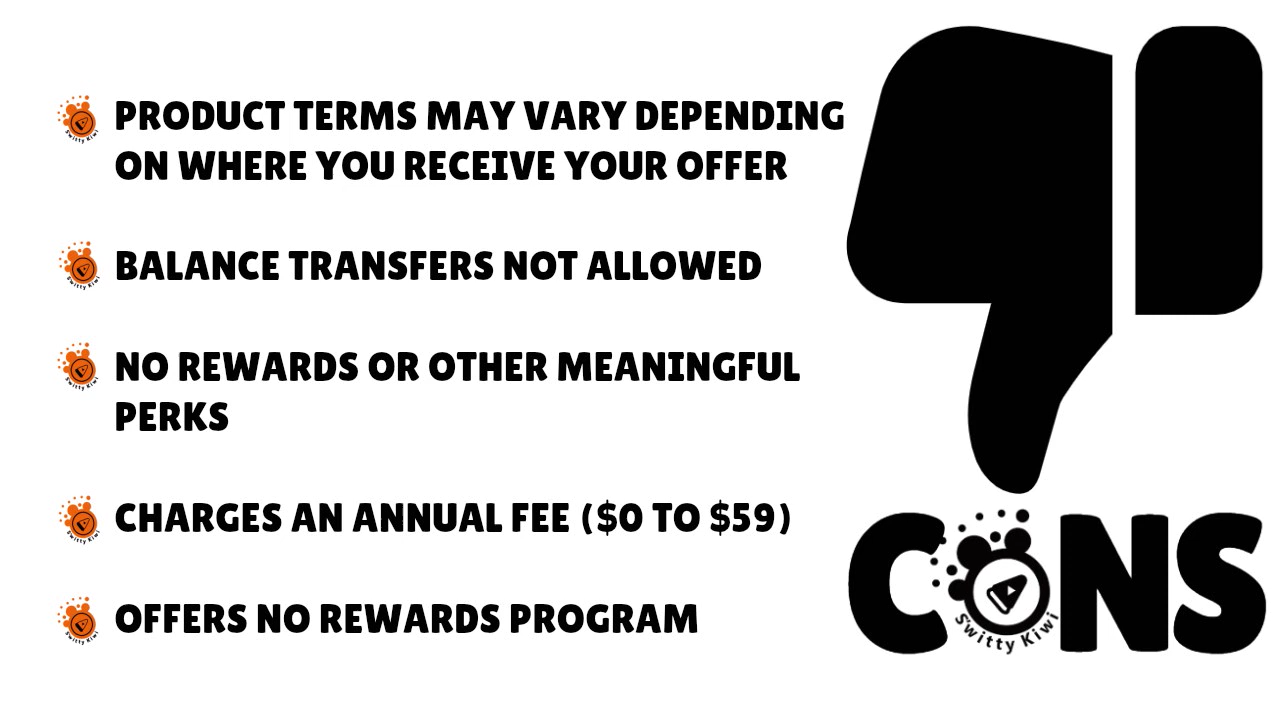 PRODUCT TERMS MAY VARY DEPENDING
ON WHERE YOU RECEIVE YOUR OFFER
BALANCE TRANSFERS NOT ALLOWED
NO REWARDS OR OTHER MEANINGFUL
PERKS
CHARGES AN ANNUAL FEE ($0 TO $59)
OFFERS NO REWARDS PROGRAM
CONS
Switty Kiwi